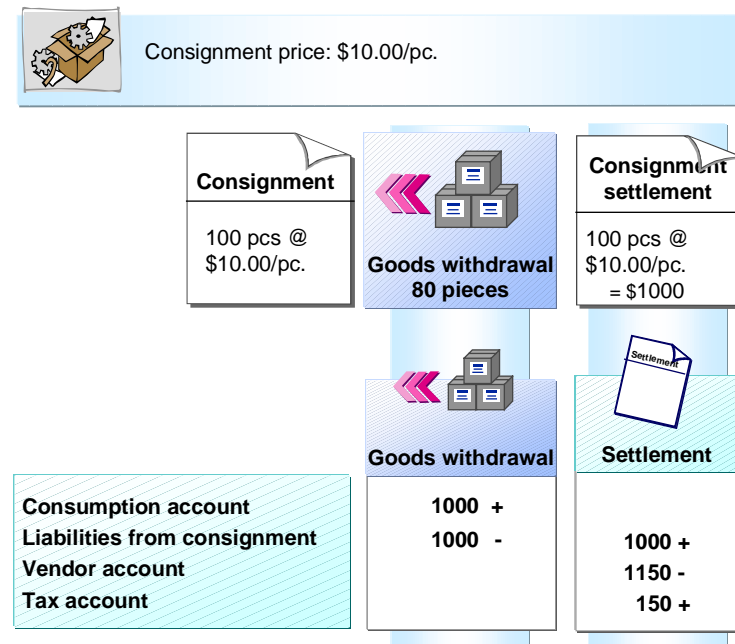 Consignment price: $10.00/pc.
Consignment
100 pcs @
$10.00/pc.
Goods withdrawal
80 pieces
Consignment
settlement
100 pcs @
$10.00/pc.
= $1000
Settlement
Goods withdrawal
Settlement
Consumption account
Liabilities from consignment
Vendor account
Tax account
1000 +
1000 -
1000 +
1150 -
150 +